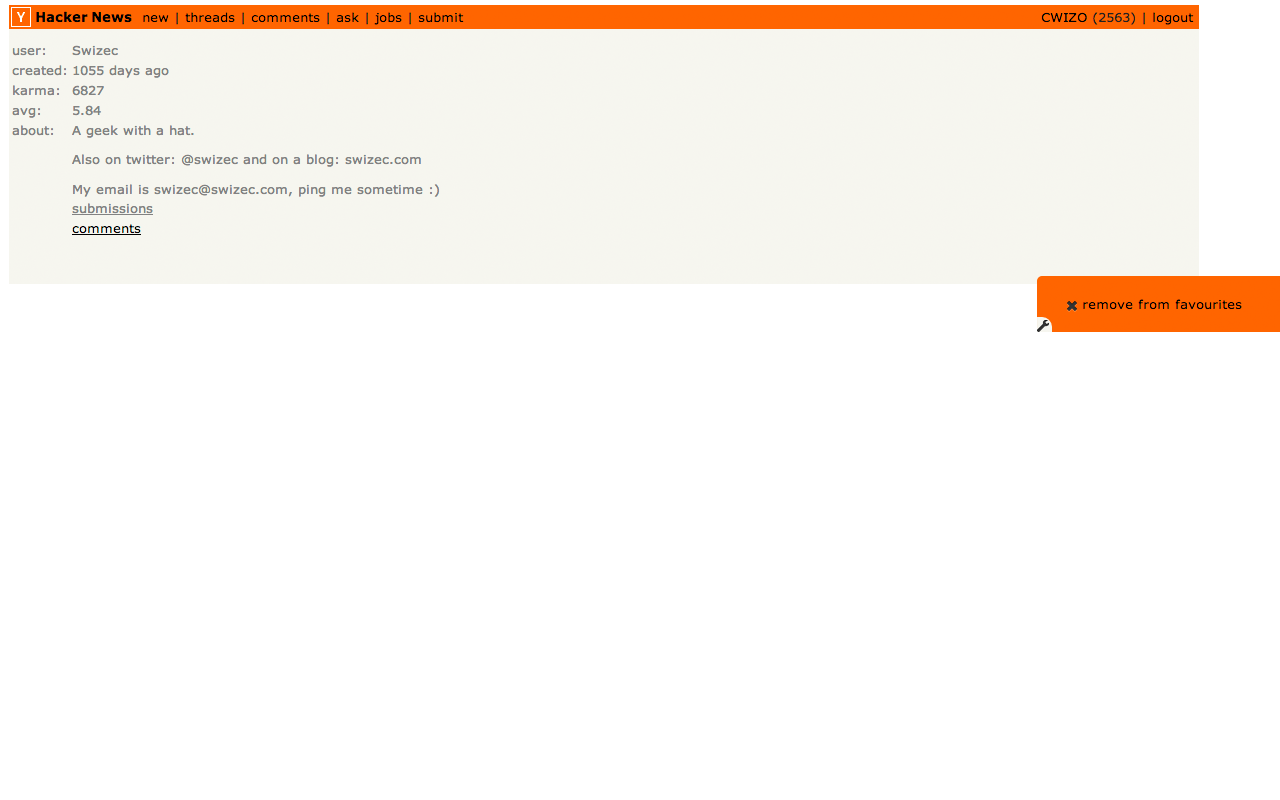 Y Hacker News new | threads | comments | ask | jobs | submit CWIZO (2563) | logout
user: Swizec
created: 1055 days ago
karma: 6827
avg: 5.84
about: A geek with a hat.
Also on twitter: @swizec and on a blog: swizec.com
My email is swizec@swizec.com, ping me sometime :)
submissions
comments
remove from favourites